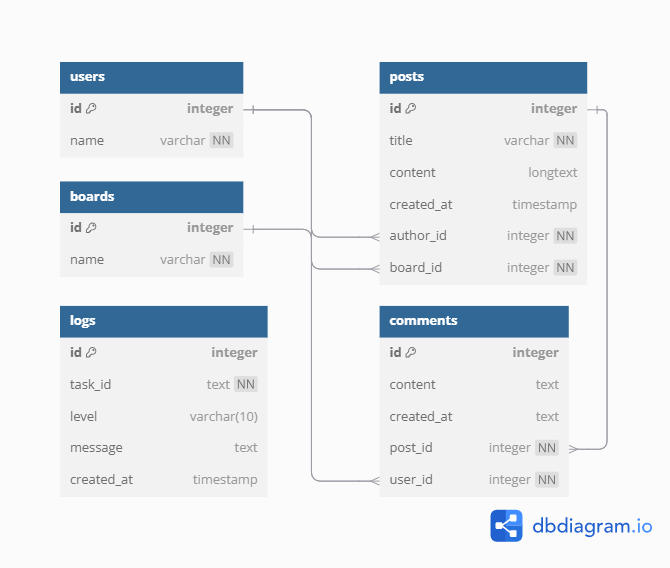 users
id integer
name varchar NN
boards
id integer
name varchar NN
logs
id integer
task_id text NN
level varchar(10)
message text
created_at timestamp
posts
id integer
title varchar NN
content longtext
created_at timestamp
author_id integer NN
board_id integer NN
comments
id integer
content text
created_at text
post_id integer NN
user_id integer NN
dbdiagram.io